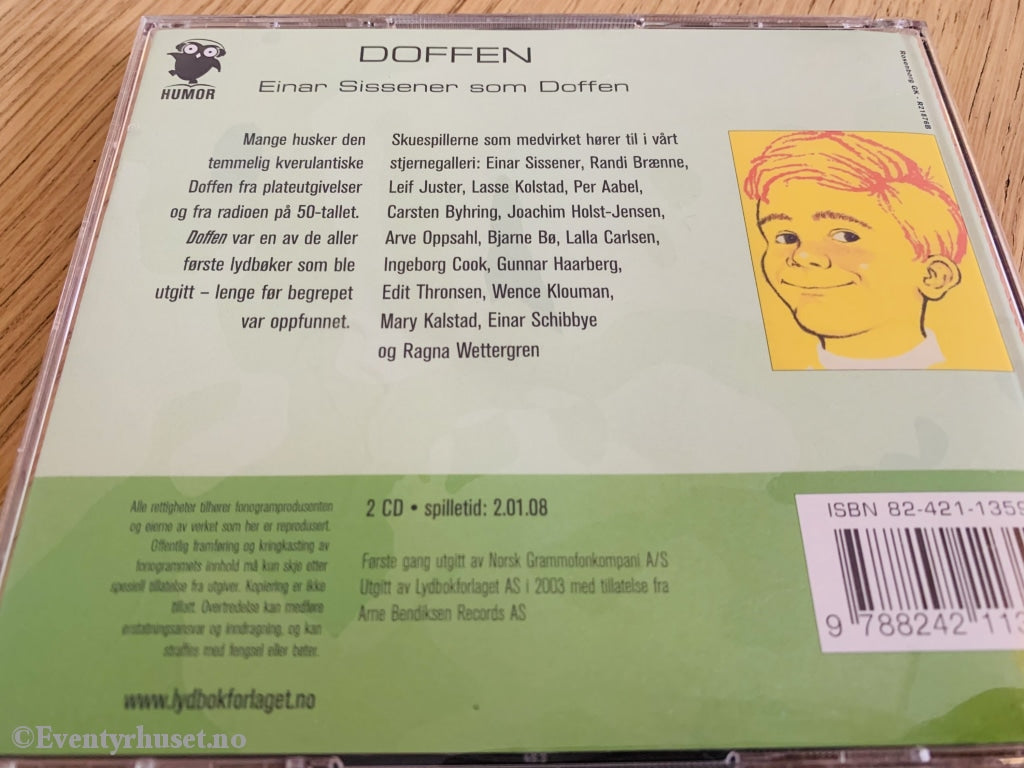 HUMOR
DOFFEN
Einar Sissener som Doffen
Rosenborg GK - R215768
Mange husker den
temmelig kverulantiske
Doffen fra plateutgivelser
og fra radioen på 50-tallet.
Doffen var en av de aller
første lydbøker som ble
utgitt – lenge før begrepet
var oppfunnet.
Skuespillerne som medvirket hører til i vårt
stjernegalleri: Einar Sissener, Randi Brænne,
Leif Juster, Lasse Kolstad, Per Aabel,
Carsten Byhring, Joachim Holst-Jensen,
Arve Oppsahl, Bjarne Bø, Lalla Carlsen,
Ingeborg Cook, Gunnar Haarberg,
Edit Thronsen, Wence Klouman,
Mary Kalstad, Einar Schibbye
og Ragna Wettergren
Alle rettigheter tilhører fonogramprodusenten
og eierne av verket som her er reprodusert.
Offentlig framføring og kringkasting av
fonogrammets innhold må kun skje etter
spesiell tillatelse fra utgiver. Kopiering er ikke
tillatt. Overtredelse kan medføre
erstatningsansvar og inndragning, og kan
straffes med fengsel eller bøter.
www.lydbokforlaget.no
2 CD • spilletid: 2.01.08
Første gang utgitt av Norsk Grammofonkompani A/S
Utgitt av Lydbokforlaget AS i 2003 med tillatelse fra
Arne Bendiksen Records AS
ISBN 82-421-1359
9 788242 113
©Eventyrhuset.no